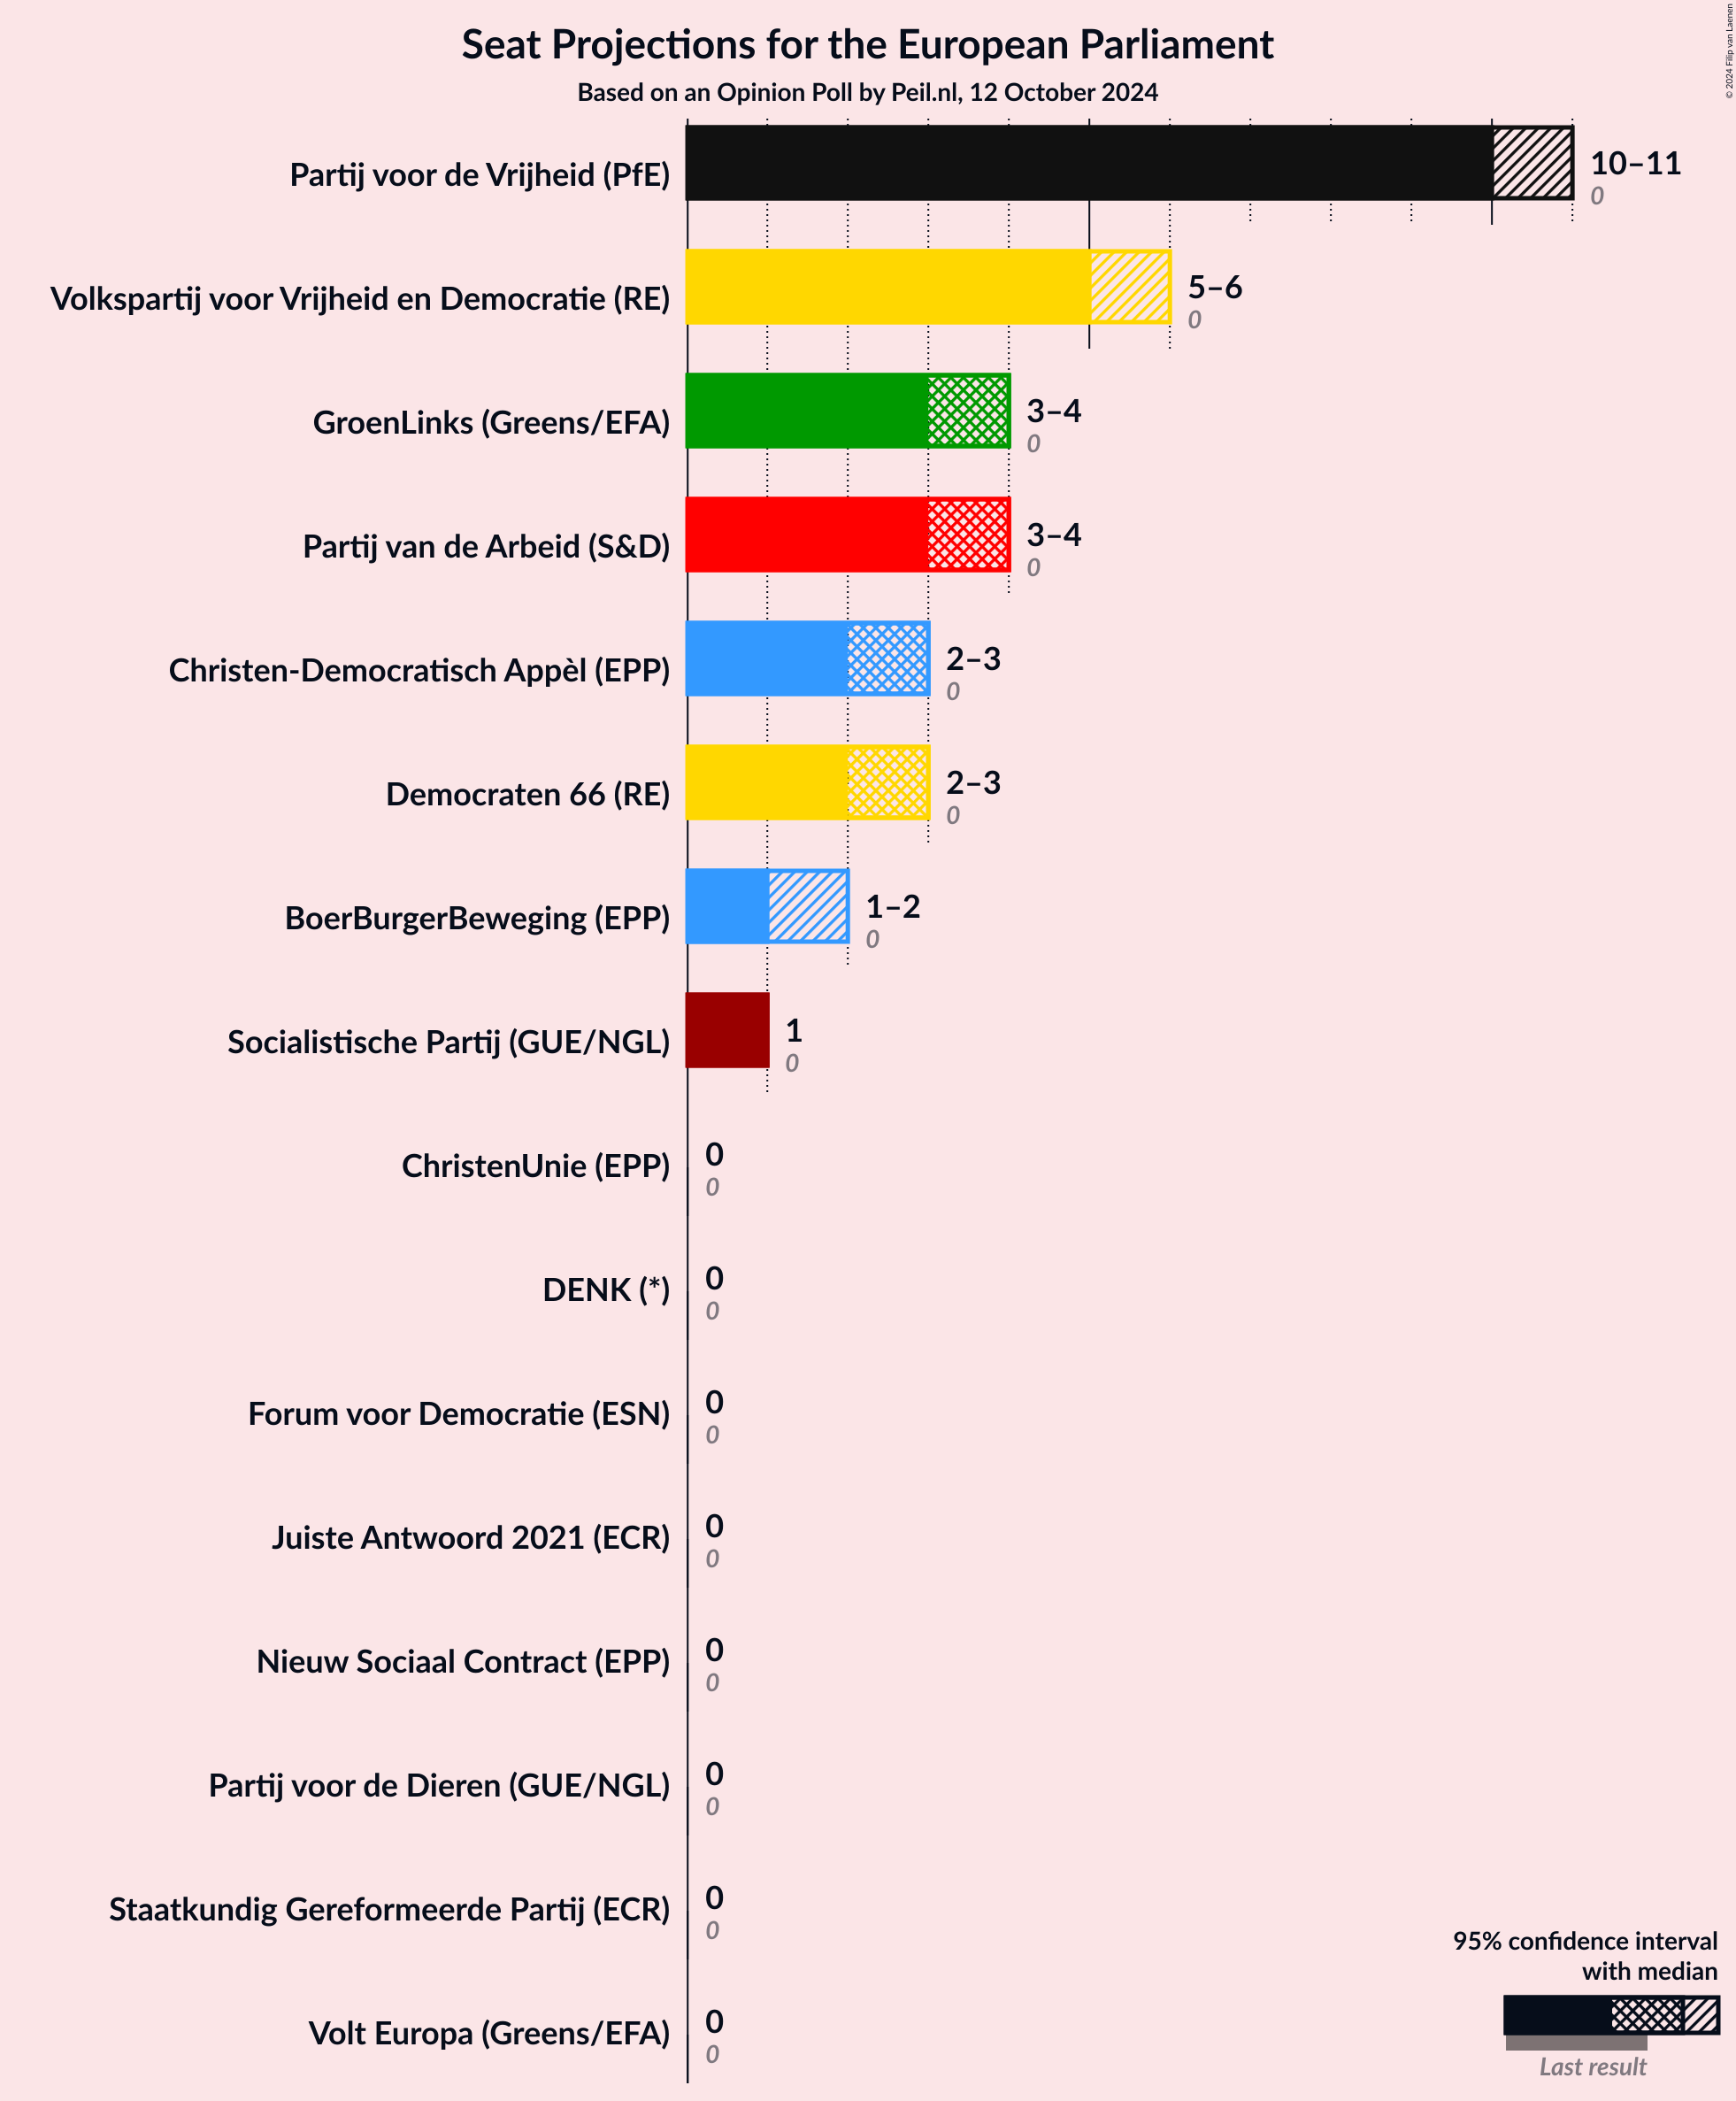 Seat Projections for the European Parliament
Based on an Opinion Poll by Peil.nl, 12 October 2024
© 2024 Filip van Laenen
Partij voor de Vrijheid (PfE)
10–11
0
Volkspartij voor Vrijheid en Democratie (RE)
5–6
0
GroenLinks (Greens/EFA)
3–4
0
Partij van de Arbeid (S&D)
3–4
0
Christen-Democratisch Appèl (EPP)
2–3
0
Democraten 66 (RE)
2–3
0
BoerBurgerBeweging (EPP)
1–2
0
Socialistische Partij (GUE/NGL)
1
0
ChristenUnie (EPP)
0
0
DENK (*)
0
0
Forum voor Democratie (ESN)
0
0
Juiste Antwoord 2021 (ECR)
0
0
Nieuw Sociaal Contract (EPP)
0
0
Partij voor de Dieren (GUE/NGL)
0
0
Staatkundig Gereformeerde Partij (ECR)
0
0
Volt Europa (Greens/EFA)
0
0
95% confidence interval
with median
Last result